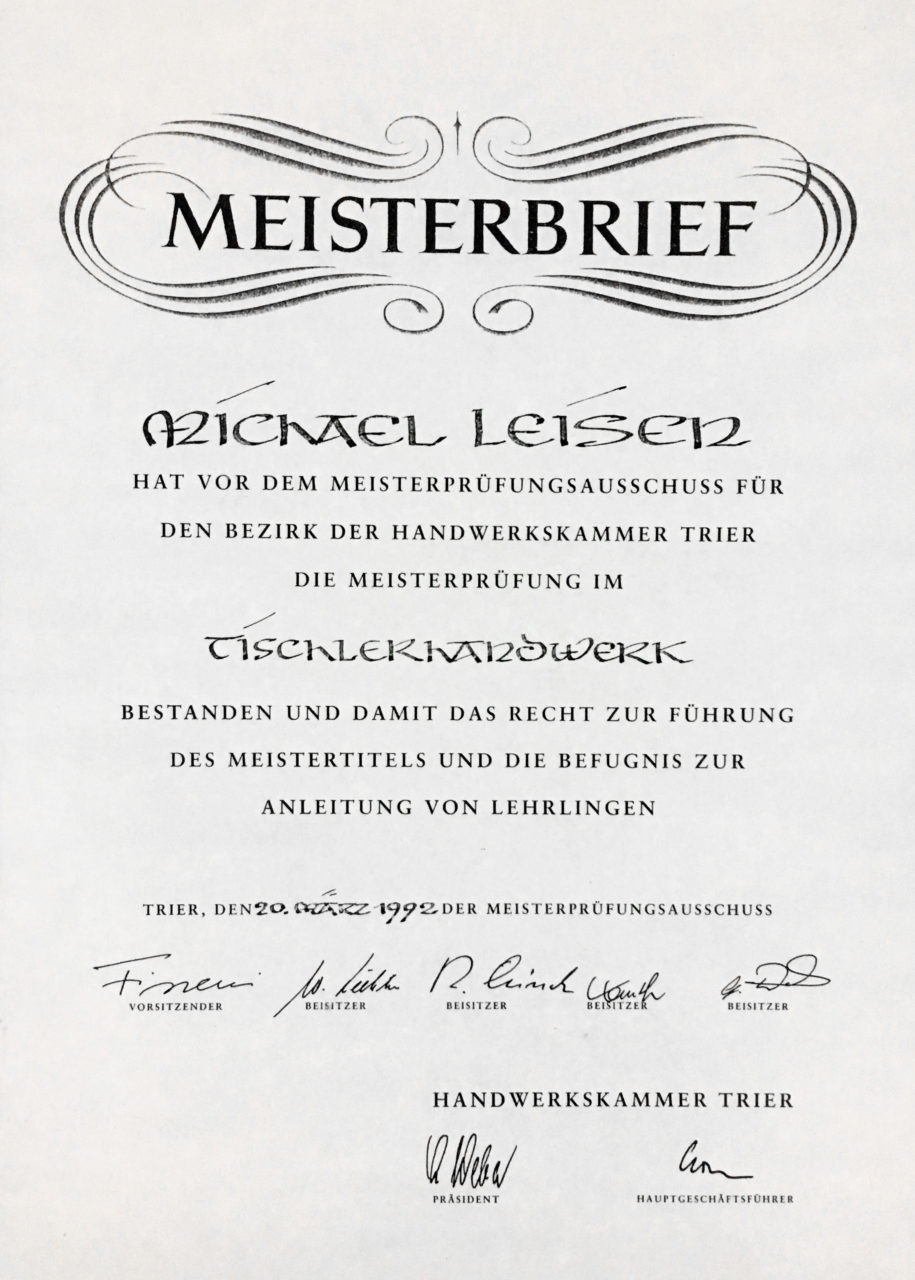 MEISTERBRIEF
MICHAEL LEISEN
HAT VOR DEM MEISTERPRÜFUNGSAUSSCHUSS FÜR
DEN BEZIRK DER HANDWERKSKAMMER TRIER
DIE MEISTERPRÜFUNG IM
TISCHLERHANDWERK
BESTANDEN UND DAMIT DAS RECHT ZUR FÜHRUNG
DES MEISTERTITELS UND DIE BEFUGNIS ZUR
ANLEITUNG VON LEHRLINGEN
TRIER, DEN 20. MÄRZ 1992 DER MEISTERPRÜFUNGSAUSSCHUSS
VORSITZENDER BEISITZER BEISITZER BEISITZER BEISITZER
HANDWERKSKAMMER TRIER
Weber
PRÄSIDENT HAUPTGESCHÄFTSFÜHRER